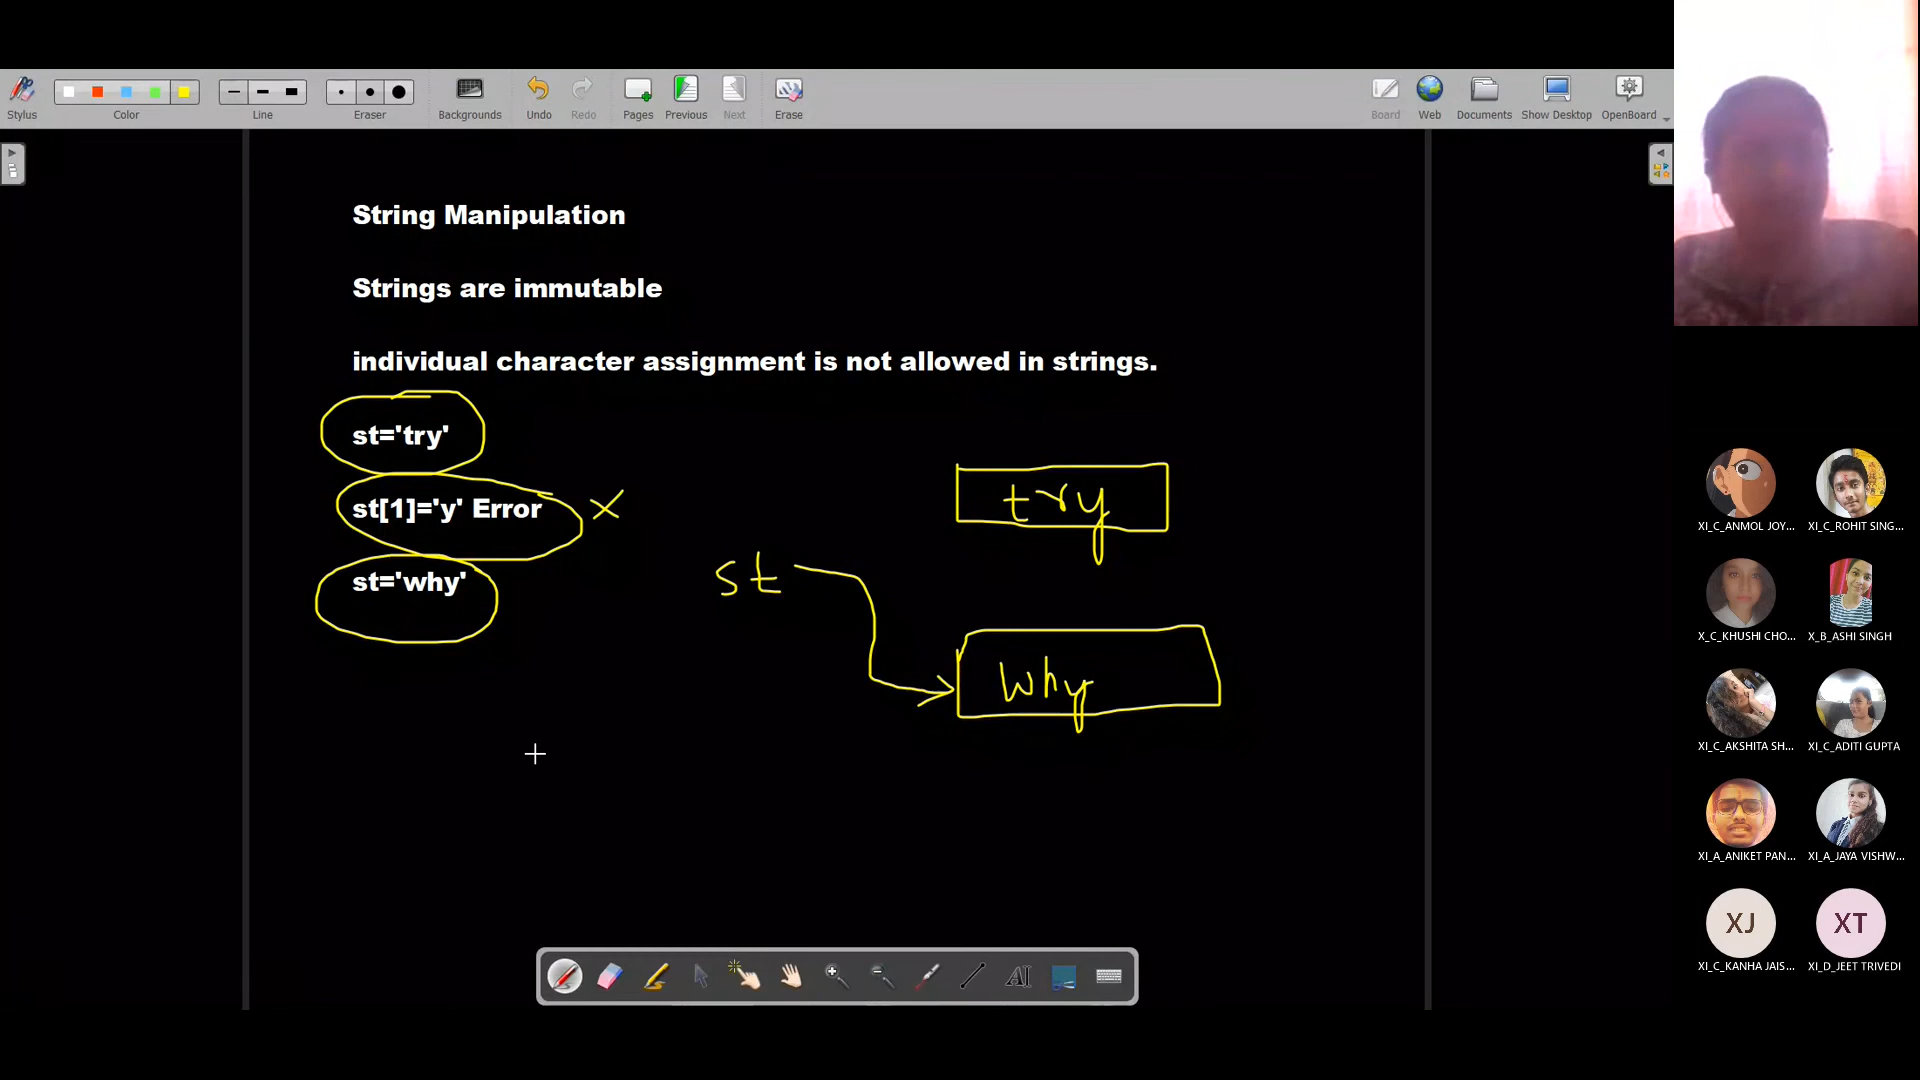 Stylus
Color
Line
Eraser
Backgrounds
Undo
Redo
Pages
Previous
Next
Erase
Board
Web
Documents
Show Desktop
OpenBoard
String Manipulation
Strings are immutable
individual character assignment is not allowed in strings.
st='try'
st[1]='y' Error X
st='why'
try
st
why
AI
XI_C_ANMOL JOY...
XI_C_ROHIT SING...
X_C_KHUSHI CHO...
X_B_ASHI SINGH
XI_C_AKSHITA SH...
XI_C_ADITI GUPTA
XI_A_ANIKET PAN...
XI_A_JAYA VISHW...
XJ
XT
XI_C_KANHA JAIS...
XI_D_JEET TRIVEDI